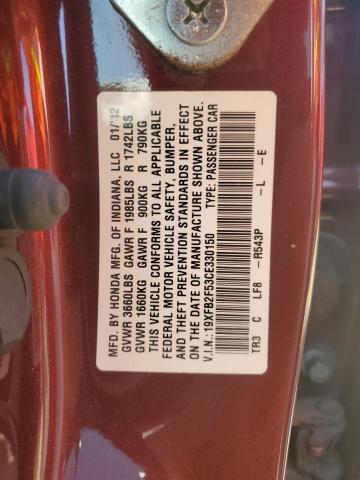 MFD. BY HONDA MFG. OF INDIANA, LLC 01/'12
GVWR 3660LBS GAWR F 1985LBS R 1742LBS
GVWR 1660KG GAWR F 900KG R 790KG
THIS VEHICLE CONFORMS TO ALL APPLICABLE
FEDERAL MOTOR VEHICLE SAFETY, BUMPER,
AND THEFT PREVENTION STANDARDS IN EFFECT
ON THE DATE OF MANUFACTURE SHOWN ABOVE.
V.I.N.: 19XFB2F53CE330150 TYPE: PASSENGER CAR
TR3 C LF8 -R543P -L -E